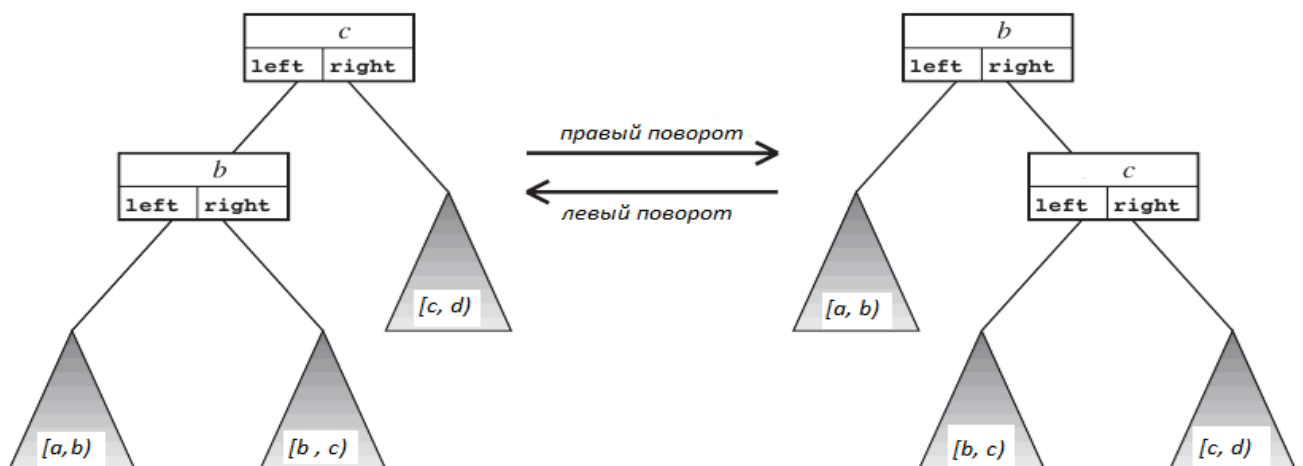 c
left right
b
left right
[a,b)
[b , c)
[c, d)
правый поворот
левый поворот
b
left right
[a, b)
c
left right
[b, c)
[c, d)